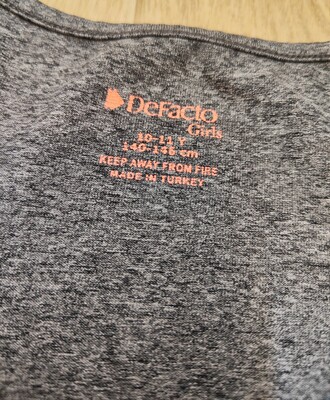 DeFacto
Girls
10-11 Y
140-146 cm
KEEP AWAY FROM FIRE
MADE IN TURKEY